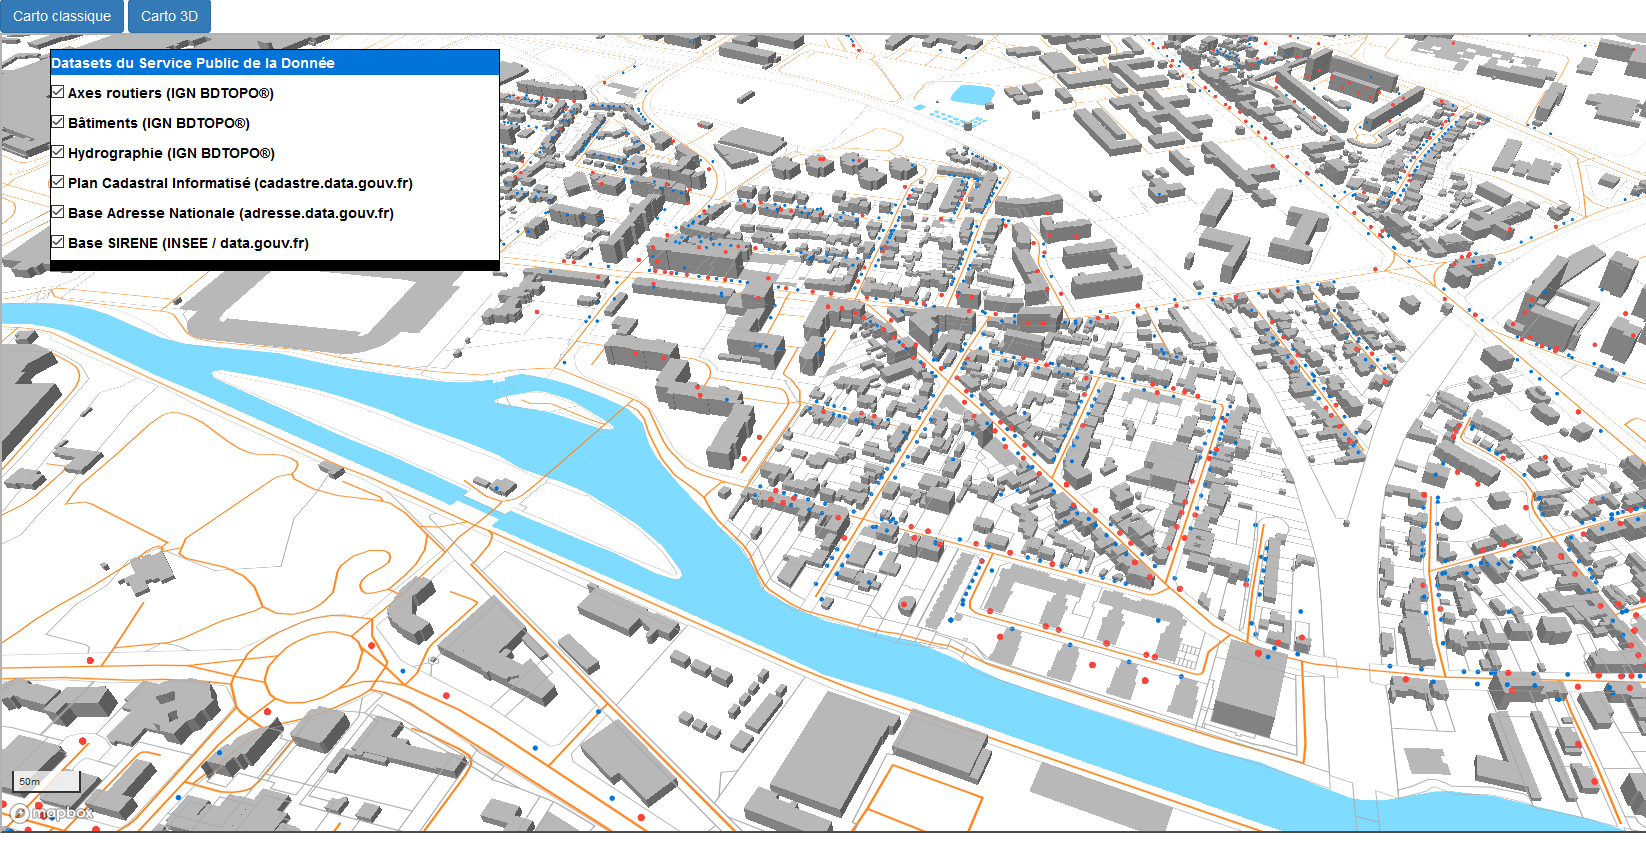 Carto classique
Carto 3D
Datasets du Service Public de la Donnée
Axes routiers (IGN BDTOPO®)
Bâtiments (IGN BDTOPO®)
Hydrographie (IGN BDTOPO®)
Plan Cadastral Informatisé (cadastre.data.gouv.fr)
Base Adresse Nationale (adresse.data.gouv.fr)
Base SIRENE (INSEE / data.gouv.fr)
50m
mapbox